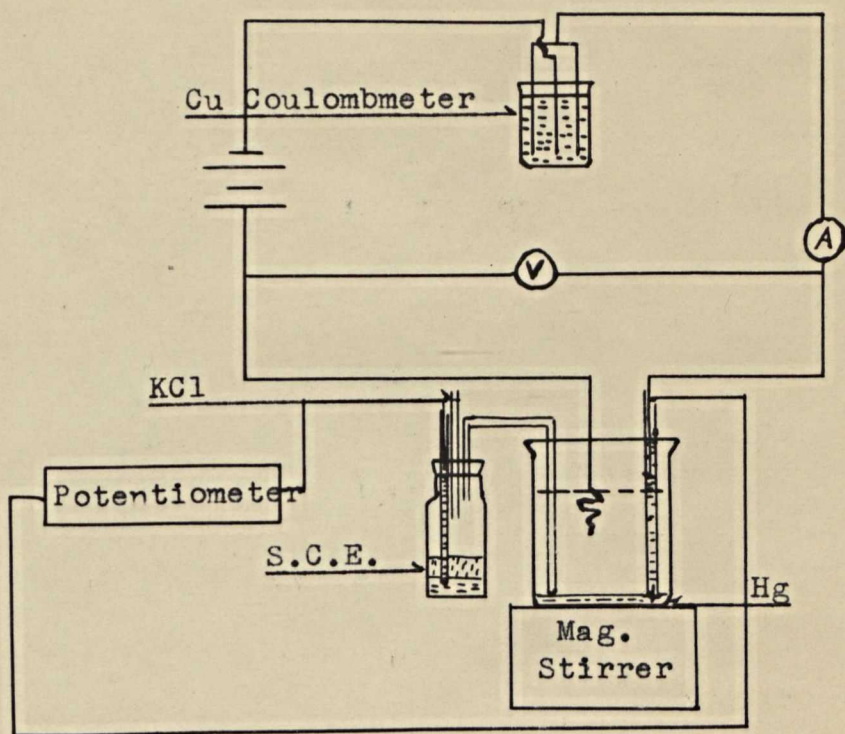 Cu Coulombmeter
A
V
KCl
Potentiometer
S.C.E.
Hg
Mag.
Stirrer